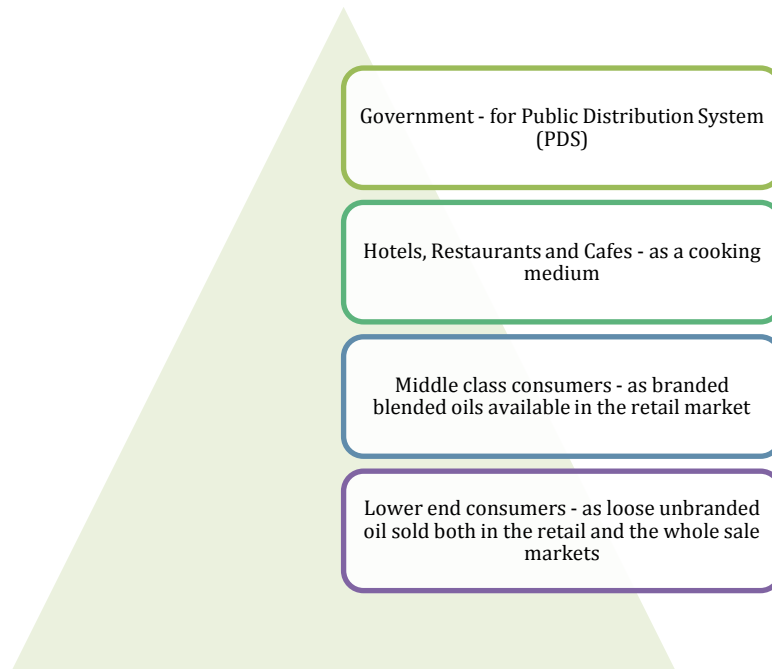 Government - for Public Distribution System
(PDS)
Hotels, Restaurants and Cafes - as a cooking
medium
Middle class consumers - as branded
blended oils available in the retail market
Lower end consumers - as loose unbranded
oil sold both in the retail and the whole sale
markets